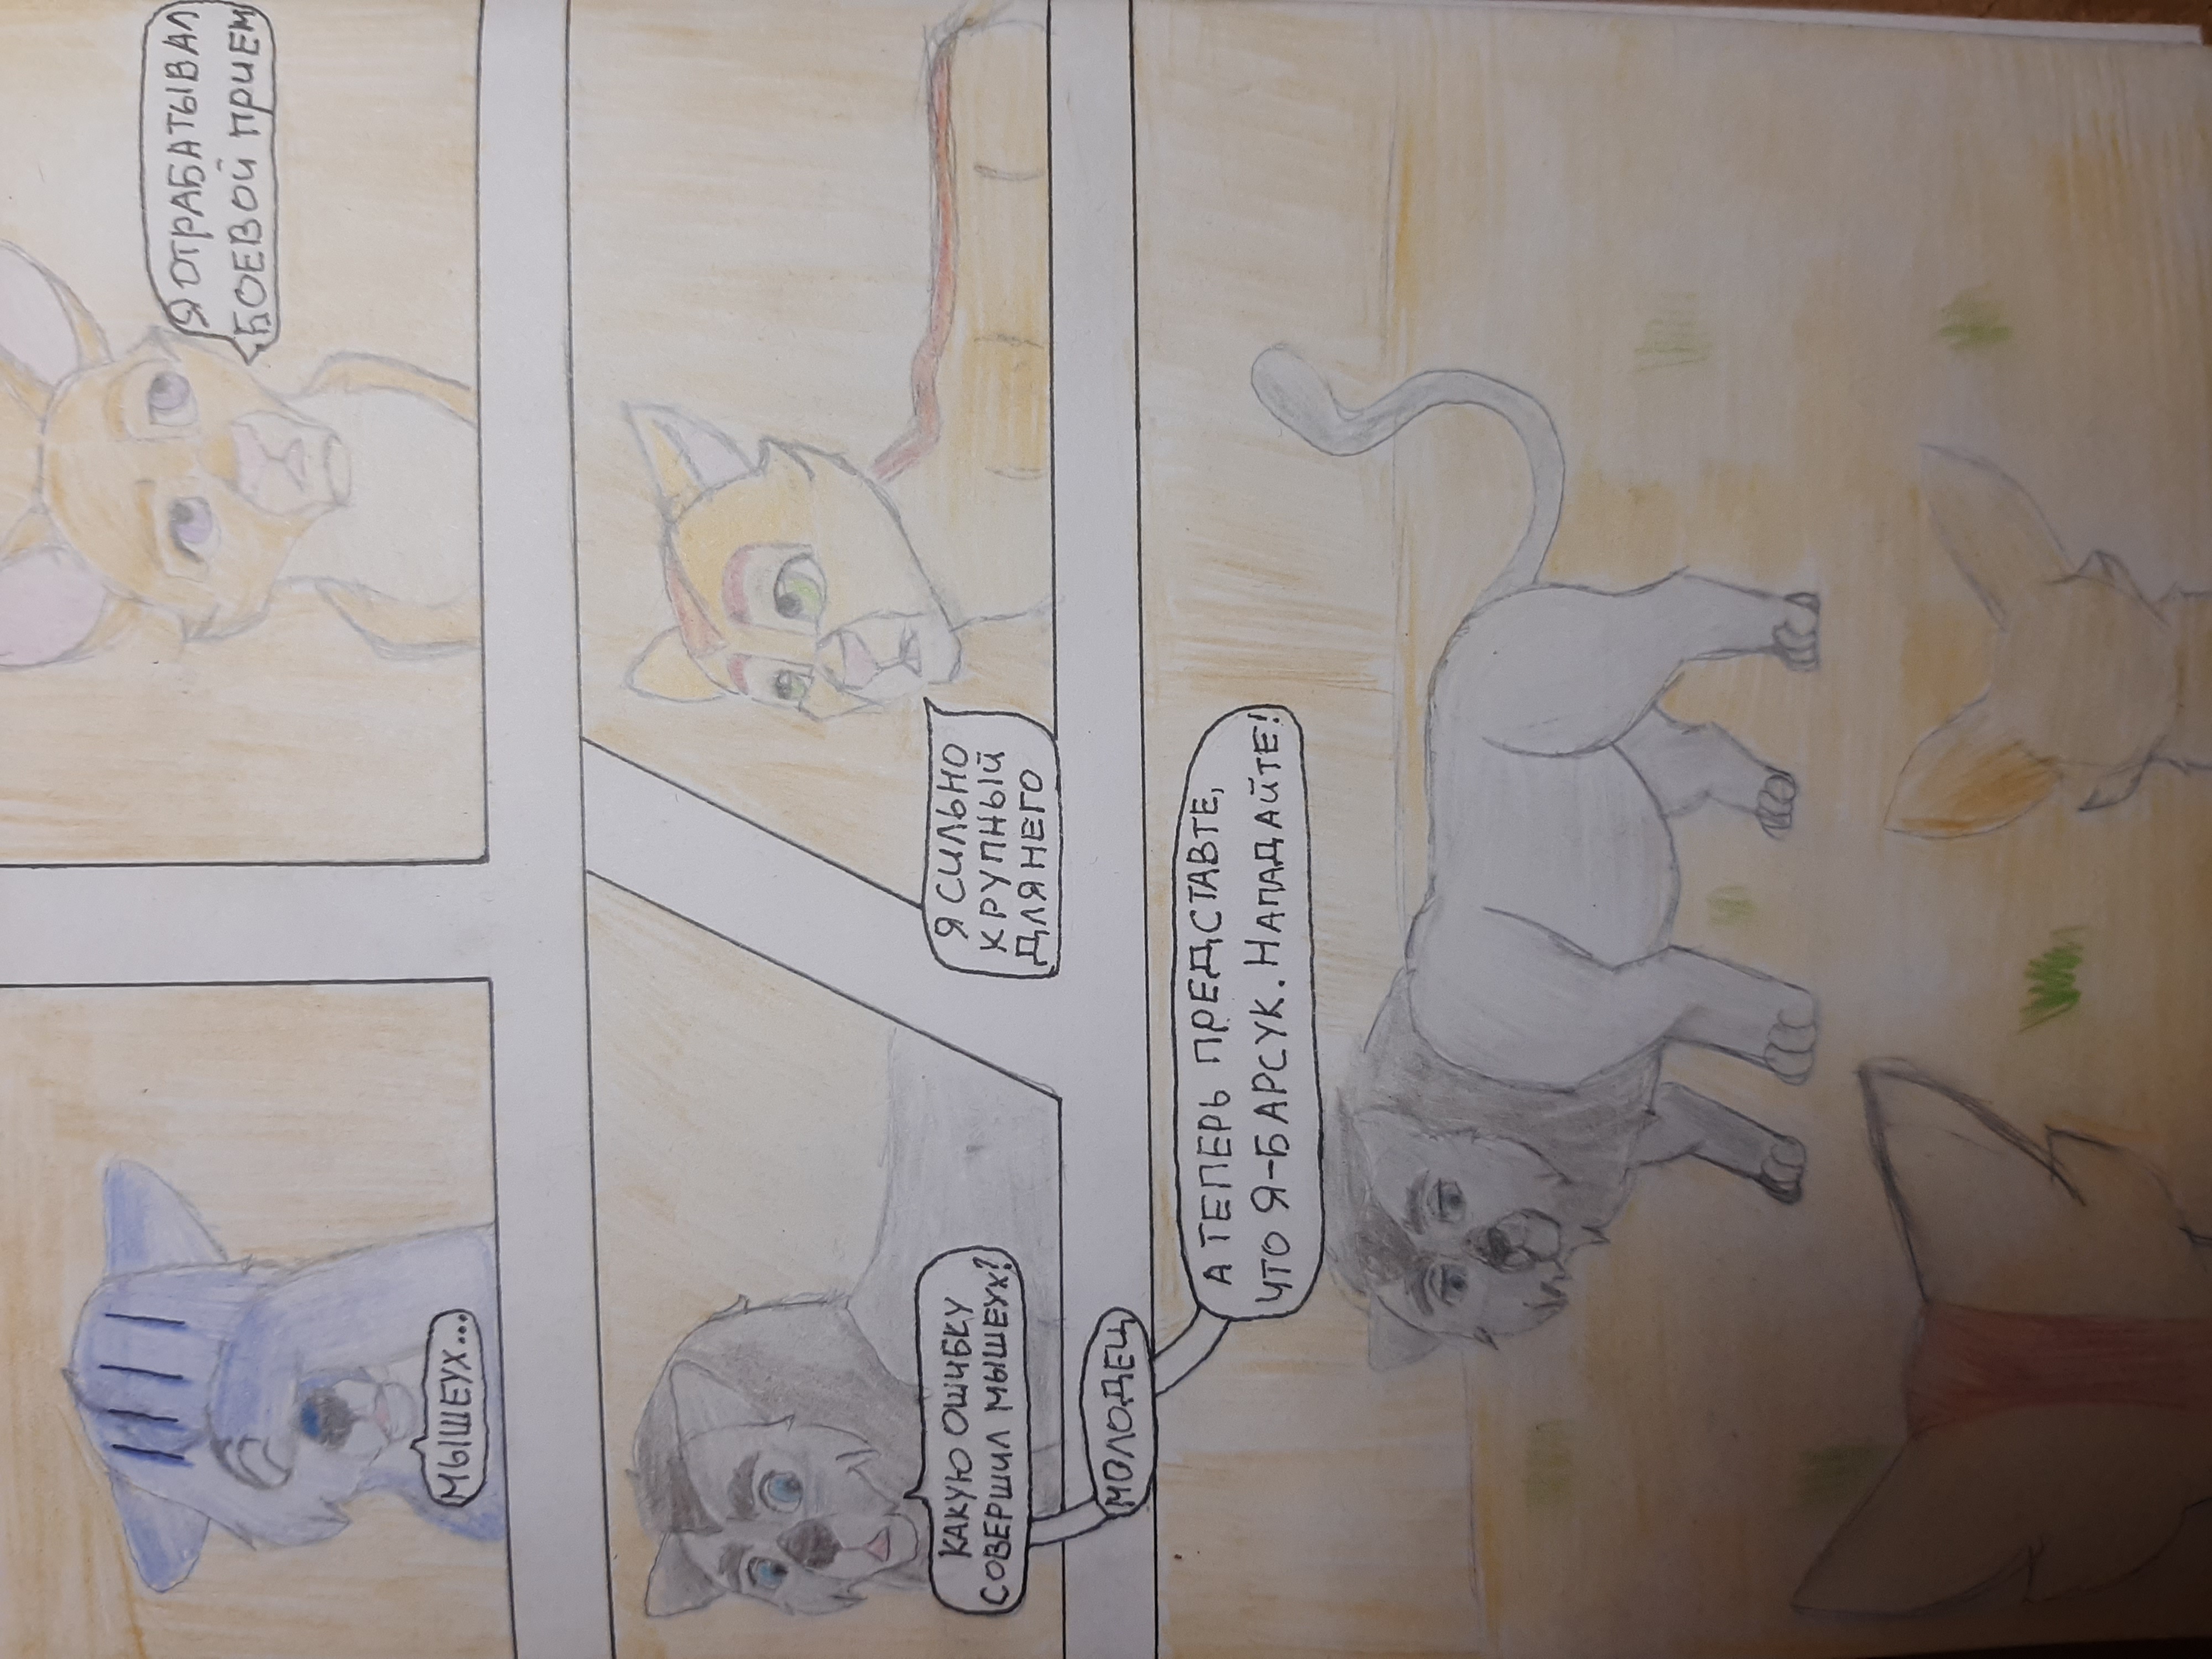 МЫШЕУХ...
Я ОТРАБАТЫВАЛ
БОЕВОЙ ПРИЕМ
КАКУЮ ОШИБКУ
СОВЕРШИЛ МЫШЕУХ?
Я СИЛЬНО
КРУПНЫЙ
ДЛЯ НЕГО
МОЛОДЕЦ
А ТЕПЕРЬ ПРЕДСТАВТЕ,
ЧТО Я-БАРСУК. НАПАДАЙТЕ!